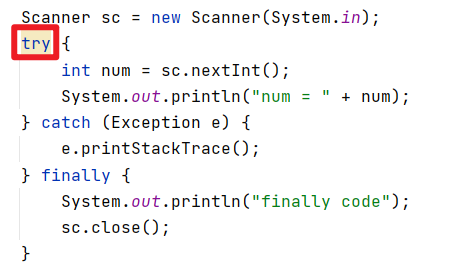 Scanner sc = new Scanner(System.in);
try {
    int num = sc.nextInt();
    System.out.println("num = " + num);
} catch (Exception e) {
    e.printStackTrace();
} finally {
    System.out.println("finally code");
    sc.close();
}